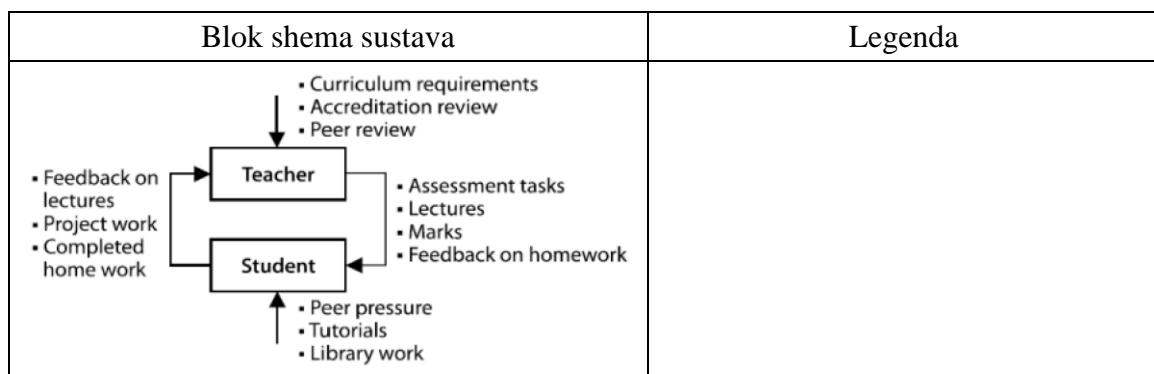 Blok shema sustava
Legenda
▪ Curriculum requirements
▪ Accreditation review
▪ Peer review
Teacher
▪ Feedback on
lectures
▪ Project work
▪ Completed
home work
▪ Assessment tasks
▪ Lectures
▪ Marks
▪ Feedback on homework
Student
▪ Peer pressure
▪ Tutorials
▪ Library work